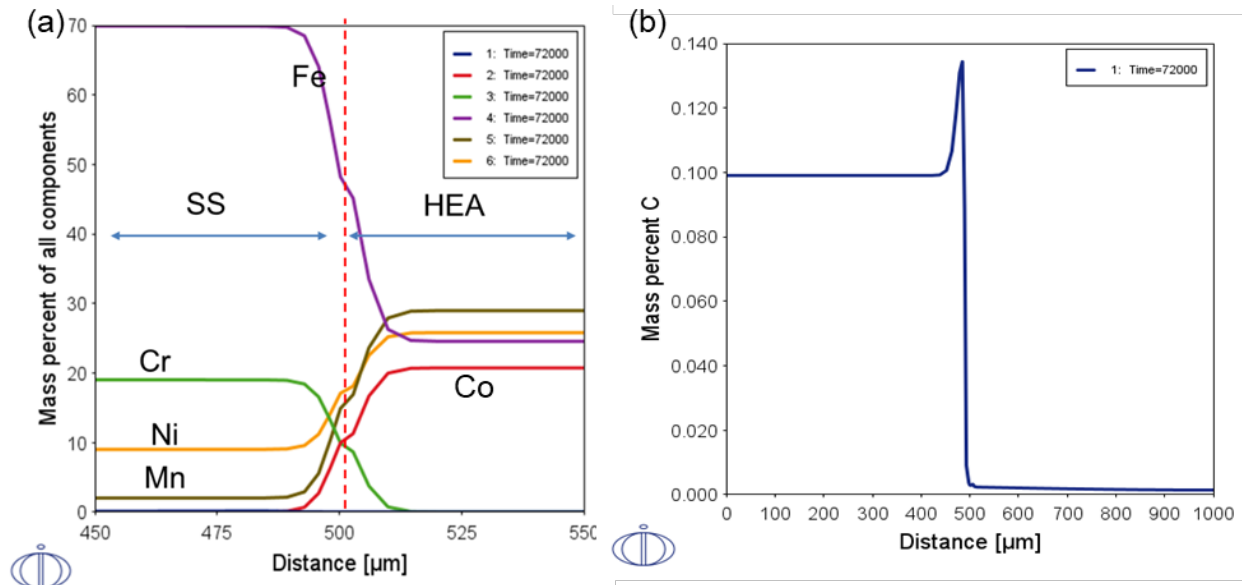 (a)
Mass percent of all components
70
60
50
40
30
20
10
0
Fe
1: Time=72000
2: Time=72000
3: Time=72000
4: Time=72000
5: Time=72000
6: Time=72000
SS
HEA
Cr
Ni
Mn
Co
450
475
500
525
550
Distance [µm]
(b)
Mass percent C
0.140
0.120
0.100
0.080
0.060
0.040
0.020
0.000
1: Time=72000
0
100
200
300
400
500
600
700
800
900
1000
Distance [µm]